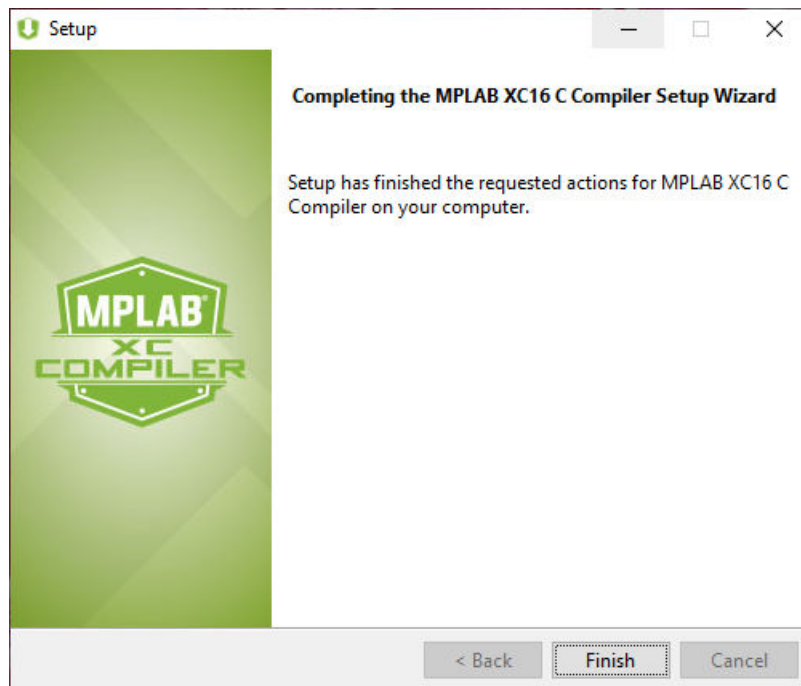 Setup
Completing the MPLAB XC16 C Compiler Setup Wizard
Setup has finished the requested actions for MPLAB XC16 C
Compiler on your computer.
MPLAB®
XC
COMPILER
< Back
Finish
Cancel